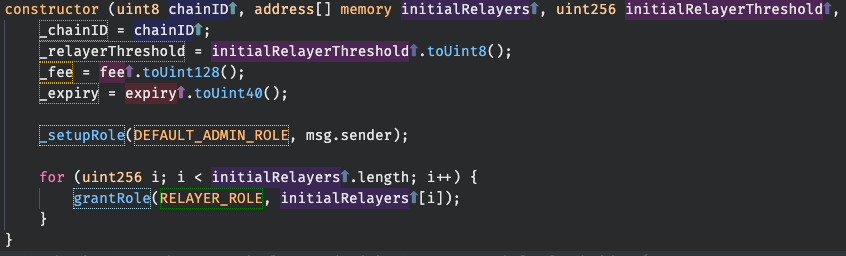 constructor (uint8 chainID⬆, address[] memory initialRelayers⬆, uint256 initialRelayerThreshold⬆,
_chainID = chainID⬆;
_relayerThreshold = initialRelayerThreshold⬆.toUint8();
_fee = fee⬆.toUint128();
_expiry = expiry⬆.toUint40();
_setupRole(DEFAULT_ADMIN_ROLE, msg.sender);
for (uint256 i; i < initialRelayers⬆.length; i++) {
grantRole(RELAYER_ROLE, initialRelayers⬆[i]);
}
}